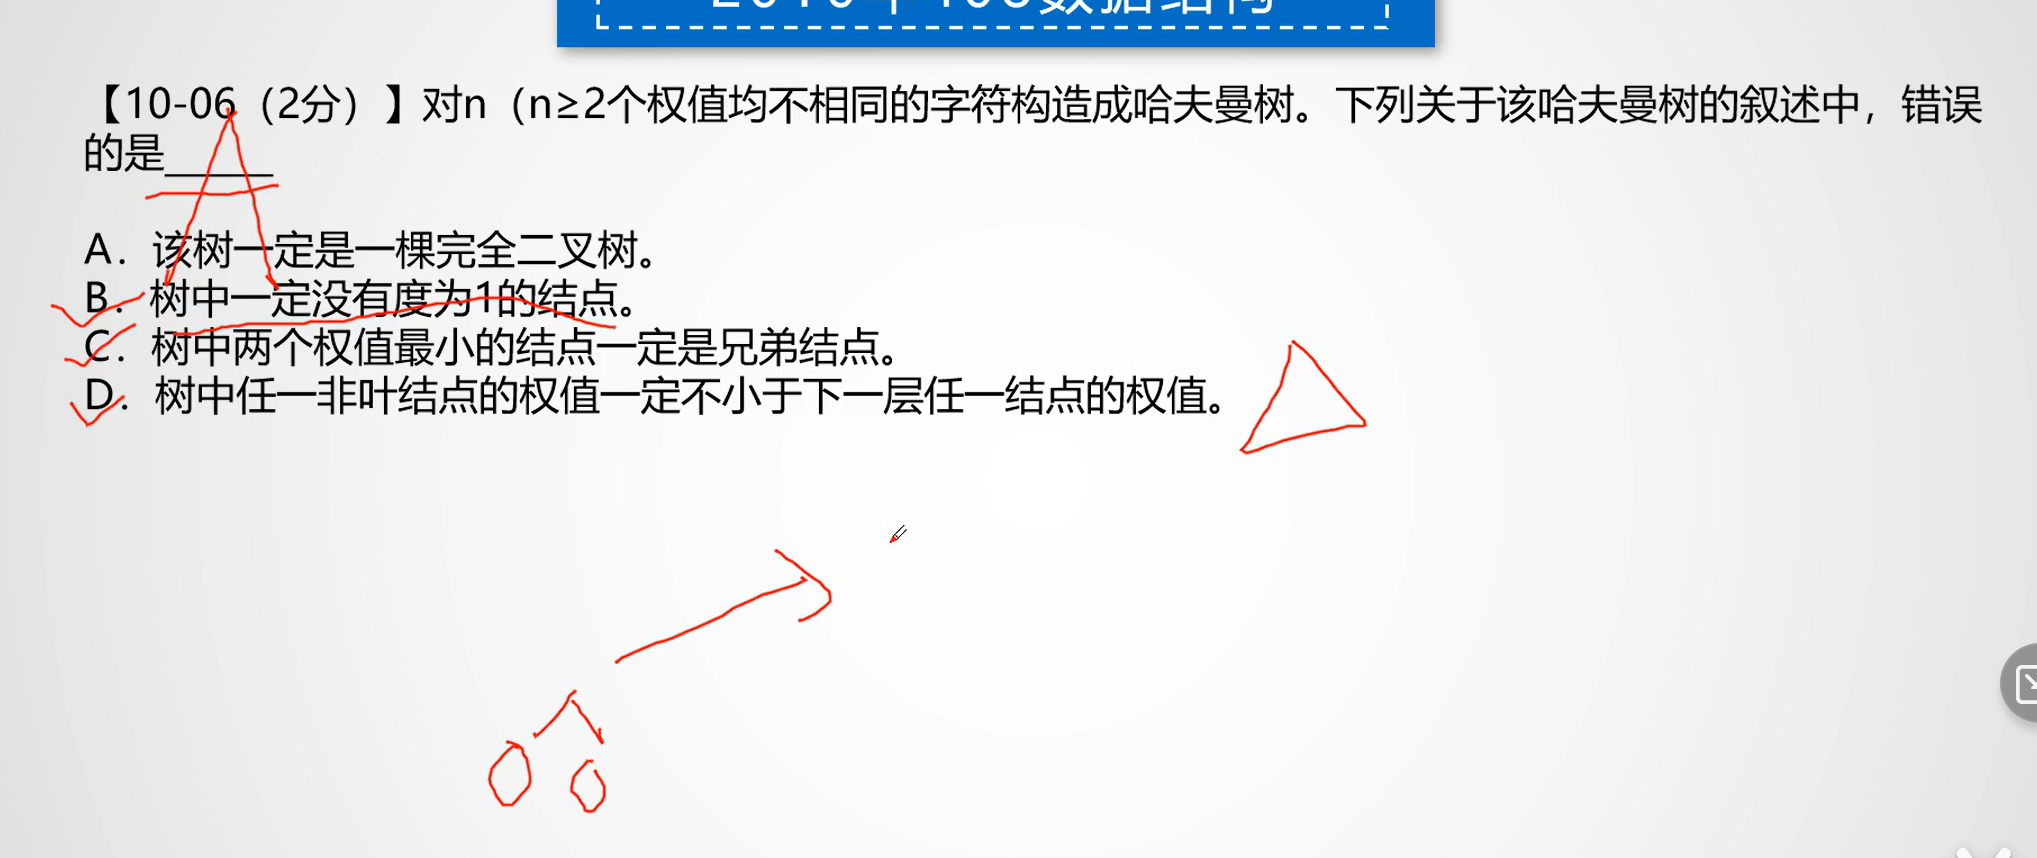 【10-06（2分）】对n（n≥2个权值均不相同的字符构造成哈夫曼树。下列关于该哈夫曼树的叙述中，错误
的是______
A
A．该树一定是一棵完全二叉树。
B．树中一定没有度为1的结点。
C．树中两个权值最小的结点一定是兄弟结点。
D．树中任一非叶结点的权值一定不小于下一层任一结点的权值。